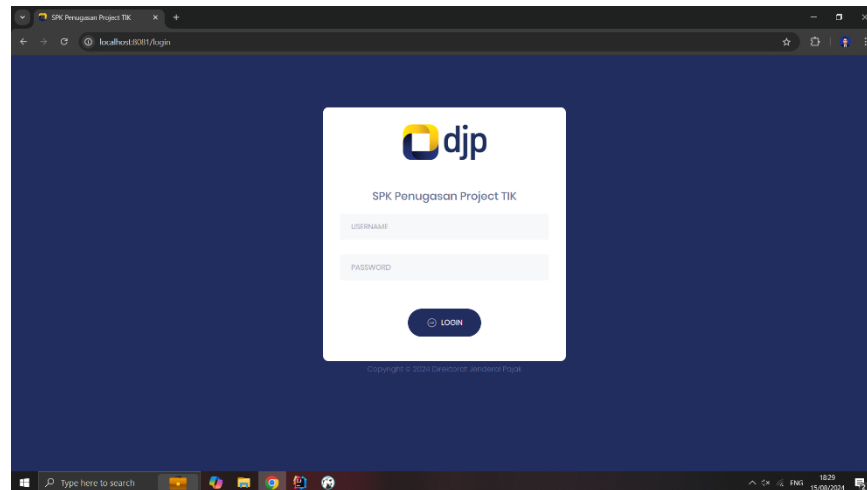 SPK Penugasan Project TIK
localhost:8081/login
djp
SPK Penugasan Project TIK
USERNAME
PASSWORD
LOGIN
Copyright © 2024 Direktorat Jenderal Pajak
Type here to search
ENG
18:29
15/08/2024